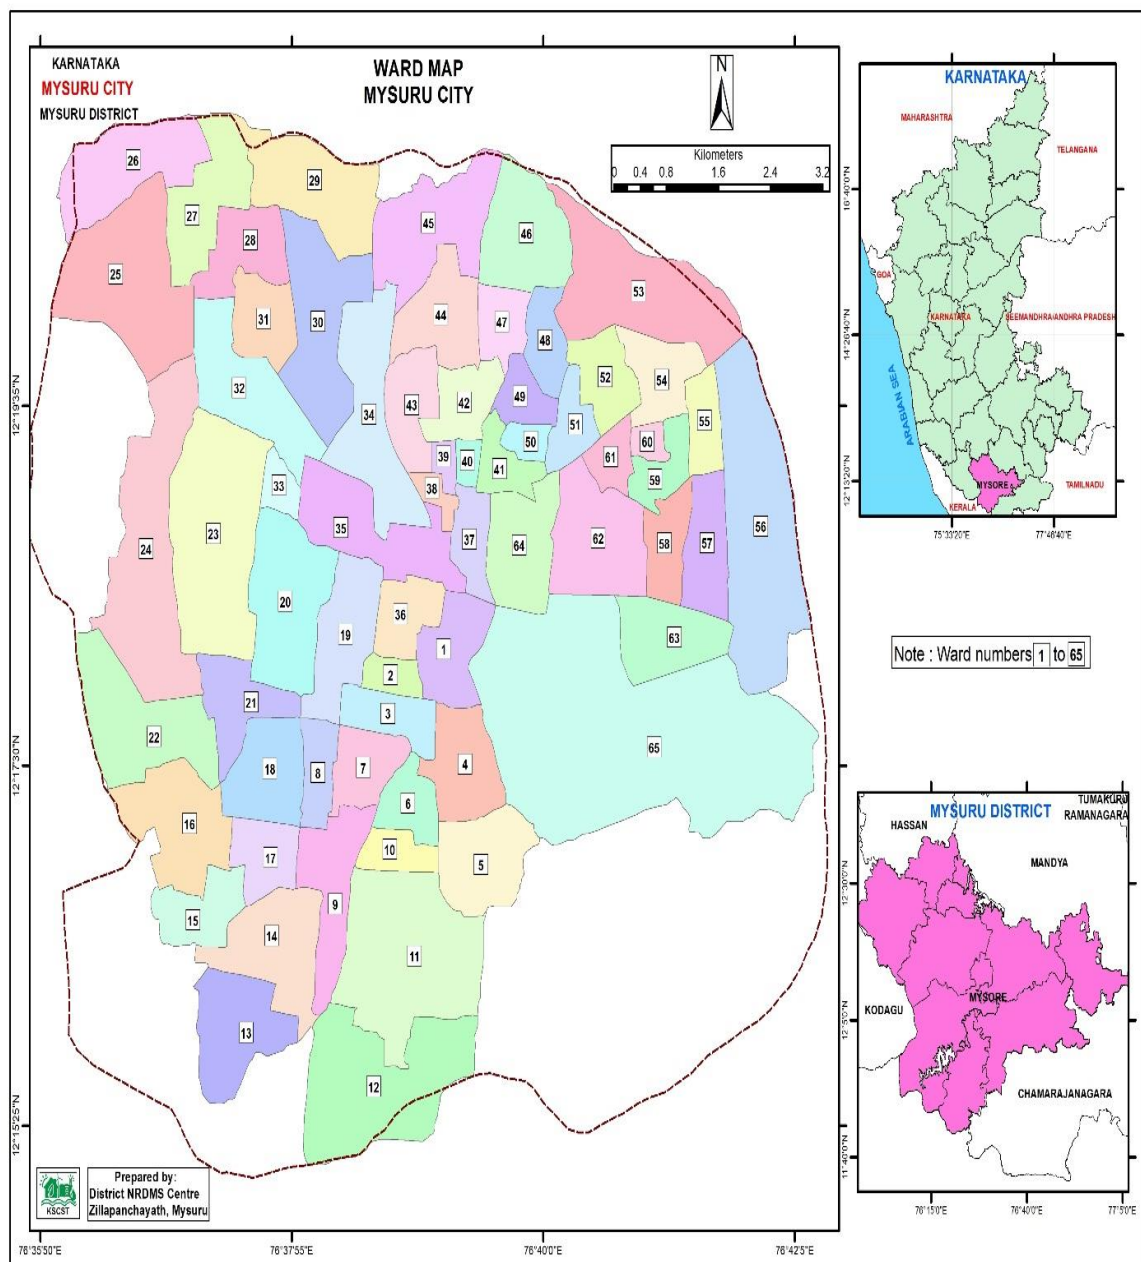 KARNATAKA
MYSURU CITY
MYSURU DISTRICT
WARD MAP
MYSURU CITY
N
Kilometers
0 0.4 0.8 1.6 2.4 3.2
26
29
27
45
46
28
25
53
31
30
44
47
48
52
54
32
43
42
49
34
55
51
50
60
39
40
41
61
33
38
59
35
56
24
23
37
64
62
58
57
20
36
19
1
63
2
21
3
22
65
4
18
8
7
6
16
10
17
5
9
15
14
11
13
12
12°19'35"N
12°17'30"N
12°15'25"N
76°35'50"E
76°37'55"E
76°40'0"E
76°42'5"E
KSCST
Prepared by:
District NRDMS Centre
Zillapanchayath, Mysuru
KARNATAKA
MAHARASHTRA
TELANGANA
GOA
KARNATAKA
SEEMANDHRA/ANDHRA PRADESH
ARABIAN SEA
MYSORE
TAMILNADU
KERALA
16°40'0"N
14°26'40"N
12°13'20"N
77°46'40"E
Note : Ward numbers 1 to 65
MYSURU DISTRICT
TUMAKURU
RAMANAGARA
HASSAN
MANDYA
MYSORE
KODAGU
CHAMARAJANAGARA
12°30'0"N
12°5'0"N
11°40'0"N
76°15'0"E
76°40'0"E
77°5'0"E